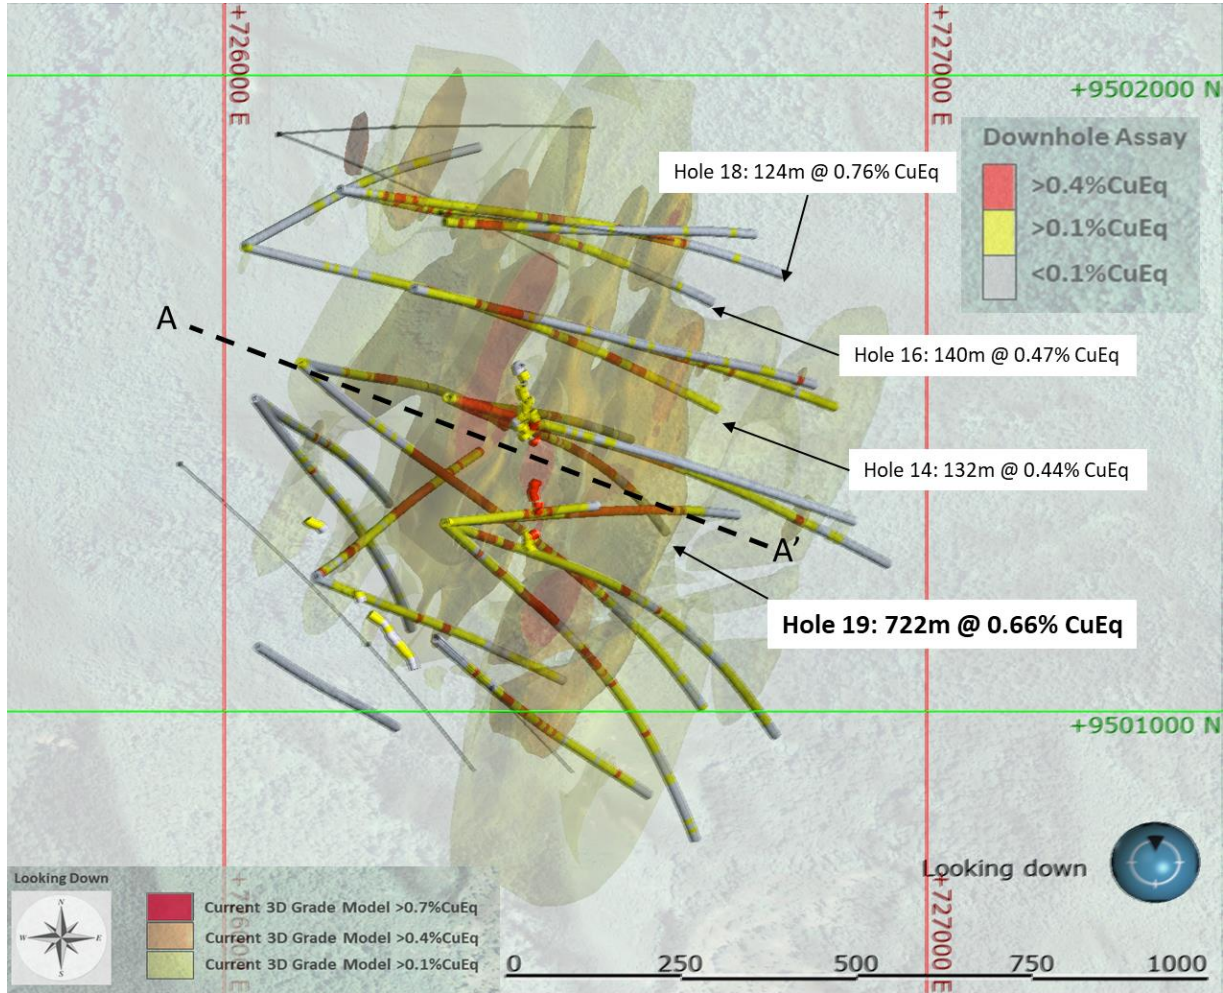 +726000 E
+727000 E
+9502000 N
Downhole Assay
>0.4%CuEq
>0.1%CuEq
<0.1%CuEq
Hole 18: 124m @ 0.76% CuEq
A
Hole 16: 140m @ 0.47% CuEq
Hole 14: 132m @ 0.44% CuEq
A’
Hole 19: 722m @ 0.66% CuEq
+9501000 N
Looking down
Looking Down
N
W
E
S
Current 3D Grade Model >0.7%CuEq
Current 3D Grade Model >0.4%CuEq
Current 3D Grade Model >0.1%CuEq
+727000 E
0
250
500
750
1000